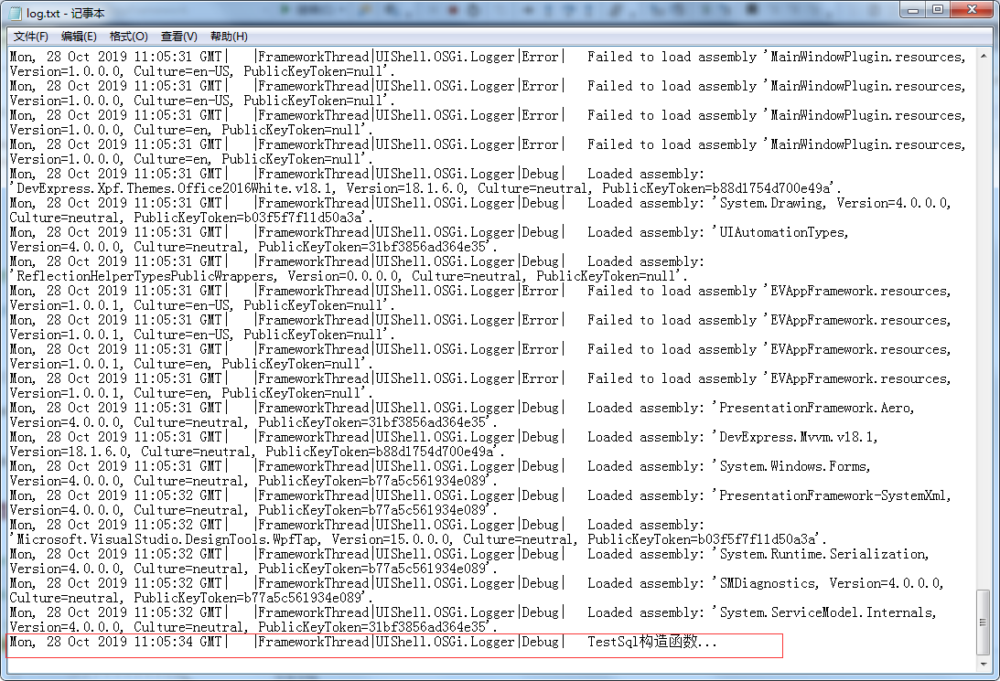 log.txt - 记事本
文件(F) 编辑(E) 格式(O) 查看(V) 帮助(H)
Mon, 28 Oct 2019 11:05:31 GMT| |FrameworkThread|UIShell.OSGi.Logger|Error| Failed to load assembly 'MainWindowPlugin.resources,
Version=1.0.0.0, Culture=en-US, PublicKeyToken=null'.
Mon, 28 Oct 2019 11:05:31 GMT| |FrameworkThread|UIShell.OSGi.Logger|Error| Failed to load assembly 'MainWindowPlugin.resources,
Version=1.0.0.0, Culture=en-US, PublicKeyToken=null'.
Mon, 28 Oct 2019 11:05:31 GMT| |FrameworkThread|UIShell.OSGi.Logger|Error| Failed to load assembly 'MainWindowPlugin.resources,
Version=1.0.0.0, Culture=en, PublicKeyToken=null'.
Mon, 28 Oct 2019 11:05:31 GMT| |FrameworkThread|UIShell.OSGi.Logger|Error| Failed to load assembly 'MainWindowPlugin.resources,
Version=1.0.0.0, Culture=en, PublicKeyToken=null'.
Mon, 28 Oct 2019 11:05:31 GMT| |FrameworkThread|UIShell.OSGi.Logger|Debug| Loaded assembly:
'DevExpress.Xpf.Themes.Office2016White.v18.1, Version=18.1.6.0, Culture=neutral, PublicKeyToken=b88d1754d700e49a'.
Mon, 28 Oct 2019 11:05:31 GMT| |FrameworkThread|UIShell.OSGi.Logger|Debug| Loaded assembly: 'System.Drawing, Version=4.0.0.0,
Culture=neutral, PublicKeyToken=b03f5f7f11d50a3a'.
Mon, 28 Oct 2019 11:05:31 GMT| |FrameworkThread|UIShell.OSGi.Logger|Debug| Loaded assembly: 'UIAutomationTypes,
Version=4.0.0.0, Culture=neutral, PublicKeyToken=31bf3856ad364e35'.
Mon, 28 Oct 2019 11:05:31 GMT| |FrameworkThread|UIShell.OSGi.Logger|Debug| Loaded assembly:
'ReflectionHelperTypesPublicWrappers, Version=0.0.0.0, Culture=neutral, PublicKeyToken=null'.
Mon, 28 Oct 2019 11:05:31 GMT| |FrameworkThread|UIShell.OSGi.Logger|Error| Failed to load assembly 'EVAppFramework.resources,
Version=1.0.0.1, Culture=en-US, PublicKeyToken=null'.
Mon, 28 Oct 2019 11:05:31 GMT| |FrameworkThread|UIShell.OSGi.Logger|Error| Failed to load assembly 'EVAppFramework.resources,
Version=1.0.0.1, Culture=en-US, PublicKeyToken=null'.
Mon, 28 Oct 2019 11:05:31 GMT| |FrameworkThread|UIShell.OSGi.Logger|Error| Failed to load assembly 'EVAppFramework.resources,
Version=1.0.0.1, Culture=en, PublicKeyToken=null'.
Mon, 28 Oct 2019 11:05:31 GMT| |FrameworkThread|UIShell.OSGi.Logger|Error| Failed to load assembly 'EVAppFramework.resources,
Version=1.0.0.1, Culture=en, PublicKeyToken=null'.
Mon, 28 Oct 2019 11:05:31 GMT| |FrameworkThread|UIShell.OSGi.Logger|Debug| Loaded assembly: 'PresentationFramework.Aero,
Version=4.0.0.0, Culture=neutral, PublicKeyToken=31bf3856ad364e35'.
Mon, 28 Oct 2019 11:05:31 GMT| |FrameworkThread|UIShell.OSGi.Logger|Debug| Loaded assembly: 'DevExpress.Mvvm.v18.1,
Version=18.1.6.0, Culture=neutral, PublicKeyToken=b88d1754d700e49a'.
Mon, 28 Oct 2019 11:05:31 GMT| |FrameworkThread|UIShell.OSGi.Logger|Debug| Loaded assembly: 'System.Windows.Forms,
Version=4.0.0.0, Culture=neutral, PublicKeyToken=b77a5c561934e089'.
Mon, 28 Oct 2019 11:05:32 GMT| |FrameworkThread|UIShell.OSGi.Logger|Debug| Loaded assembly: 'PresentationFramework-SystemXml,
Version=4.0.0.0, Culture=neutral, PublicKeyToken=b77a5c561934e089'.
Mon, 28 Oct 2019 11:05:32 GMT| |FrameworkThread|UIShell.OSGi.Logger|Debug| Loaded assembly:
'Microsoft.VisualStudio.DesignTools.WpfTap, Version=15.0.0.0, Culture=neutral, PublicKeyToken=b03f5f7f11d50a3a'.
Mon, 28 Oct 2019 11:05:32 GMT| |FrameworkThread|UIShell.OSGi.Logger|Debug| Loaded assembly: 'System.Runtime.Serialization,
Version=4.0.0.0, Culture=neutral, PublicKeyToken=b77a5c561934e089'.
Mon, 28 Oct 2019 11:05:32 GMT| |FrameworkThread|UIShell.OSGi.Logger|Debug| Loaded assembly: 'SMDiagnostics, Version=4.0.0.0,
Culture=neutral, PublicKeyToken=b77a5c561934e089'.
Mon, 28 Oct 2019 11:05:32 GMT| |FrameworkThread|UIShell.OSGi.Logger|Debug| Loaded assembly: 'System.ServiceModel.Internals,
Version=4.0.0.0, Culture=neutral, PublicKeyToken=31bf3856ad364e35'.
Mon, 28 Oct 2019 11:05:34 GMT| |FrameworkThread|UIShell.OSGi.Logger|Debug| TestSql构造函数...